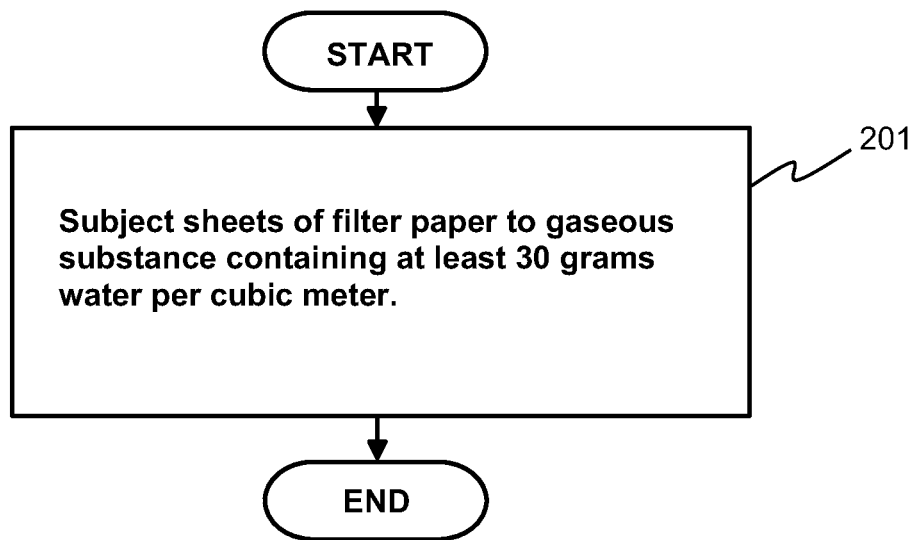 START
201
Subject sheets of filter paper to gaseous
substance containing at least 30 grams
water per cubic meter.
END